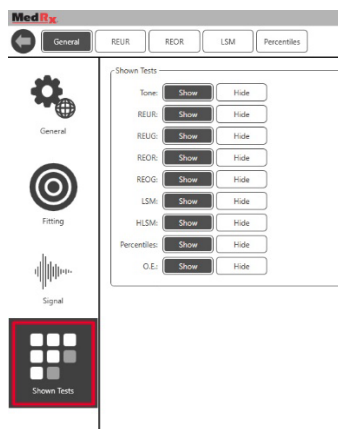 MedRx
General REUR REOR LSM Percentiles
Shown Tests
Tone: Show Hide
REUR: Show Hide
REUG: Show Hide
REOR: Show Hide
REOG: Show Hide
LSM: Show Hide
HLSM: Show Hide
Percentiles: Show Hide
O.E.: Show Hide
General
Fitting
Signal
Shown Tests